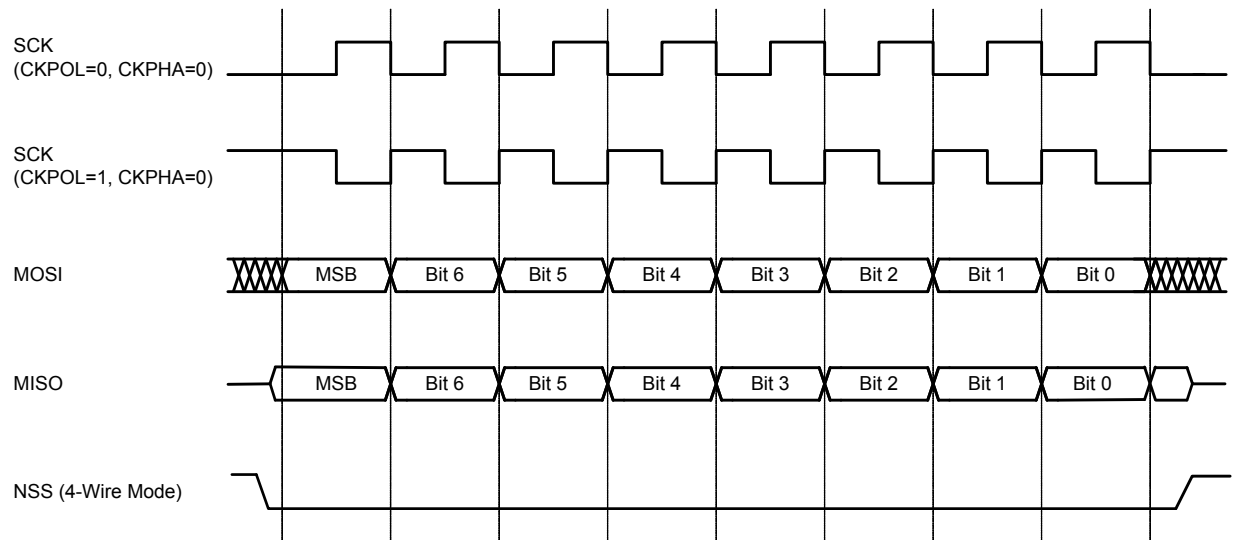 SCK
(CKPOL=0, CKPHA=0)
SCK
(CKPOL=1, CKPHA=0)
MOSI MSB Bit 6 Bit 5 Bit 4 Bit 3 Bit 2 Bit 1 Bit 0
MISO MSB Bit 6 Bit 5 Bit 4 Bit 3 Bit 2 Bit 1 Bit 0
NSS (4-Wire Mode)